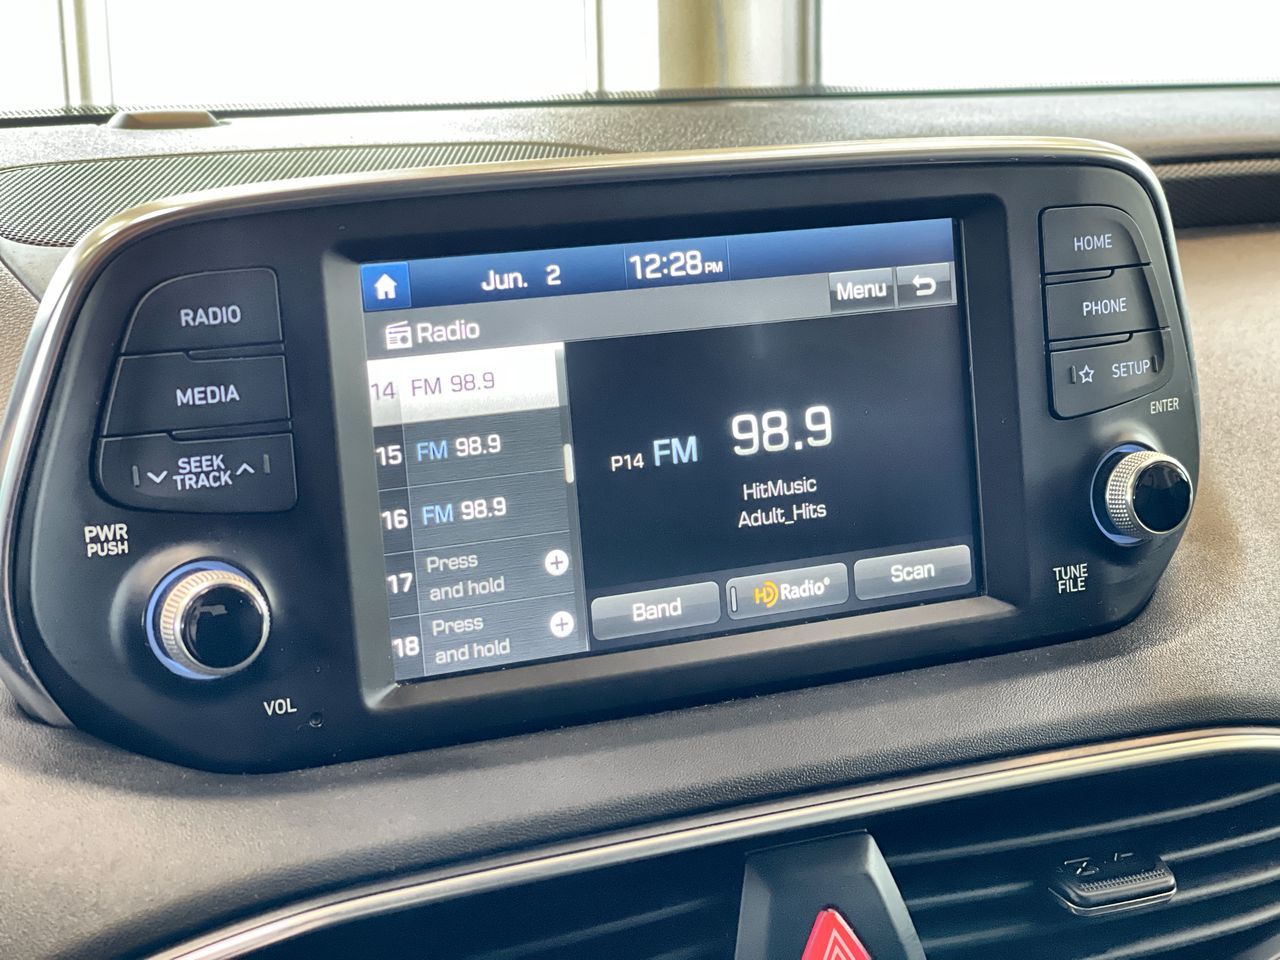 Jun. 2
12:28 PM
Menu
Radio
14 FM 98.9
15 FM 98.9
16 FM 98.9
17 Press
and hold
18 Press
and hold
P14 FM 98.9
HitMusic
Adult_Hits
Band
HD Radio®
Scan
RADIO
MEDIA
SEEK
TRACK
PWR
PUSH
VOL
HOME
PHONE
SETUP
ENTER
TUNE
FILE